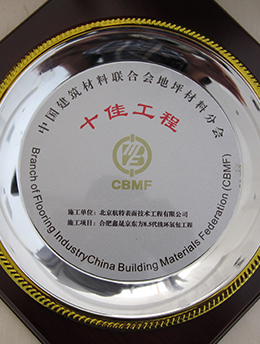 中国建筑材料联合会地坪材料分会
十佳工程
CBMF
施工单位：北京航特表面技术工程有限公司
施工项目：合肥鑫晟京东方8.5代线环氧包工程
Branch of Flooring IndustryChina Building Materials Federation (CBMF)